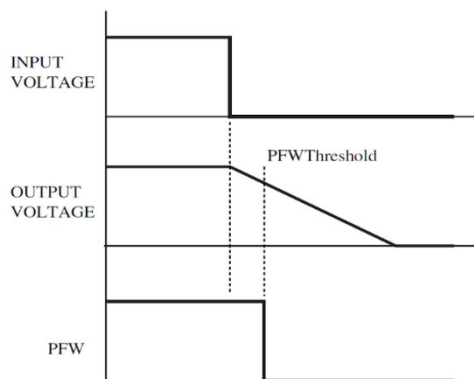 INPUT
VOLTAGE
PFWThreshold
OUTPUT
VOLTAGE
PFW